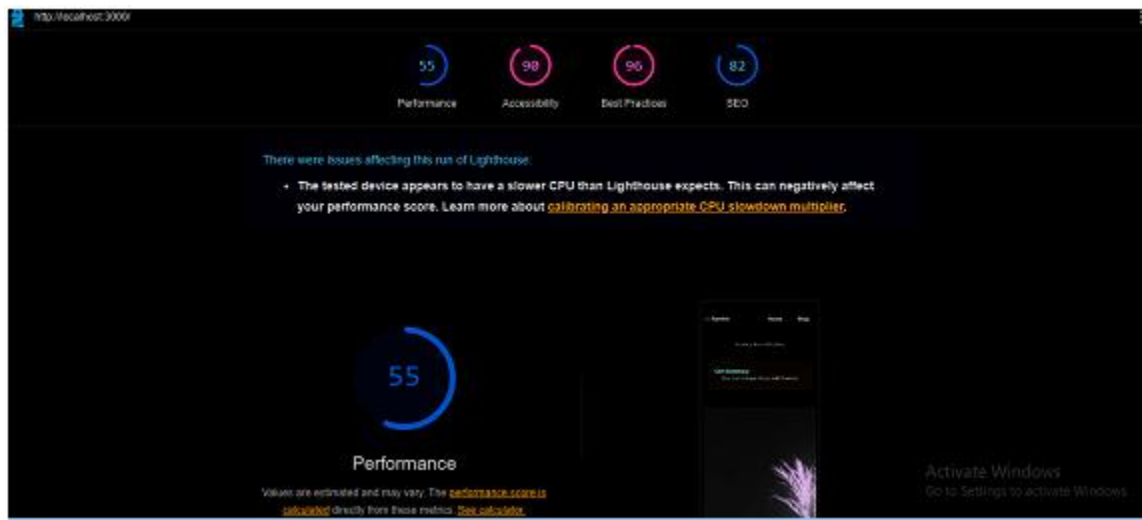 http://localhost:3000/
55
90
96
82
Performance
Accessibility
Best Practices
SEO
There were issues affecting this run of Lighthouse:
• The tested device appears to have a slower CPU than Lighthouse expects. This can negatively affect
your performance score. Learn more about calibrating an appropriate CPU slowdown multiplier.
55
Performance
Values are estimated and may vary. The performance score is
calculated directly from these metrics. See calculator.
Home
Activate Windows
Go to Settings to activate Windows.